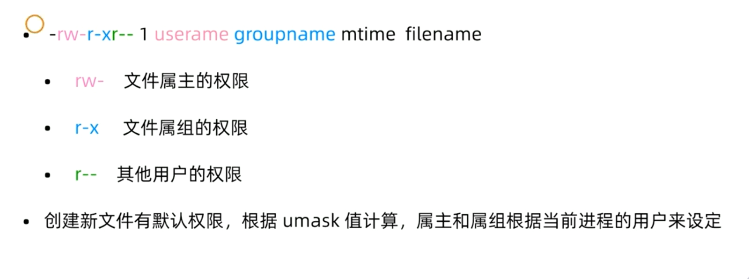 -rw-r-xr-- 1 userame groupname mtime filename
rw- 文件属主的权限
r-x 文件属组的权限
r-- 其他用户的权限
创建新文件有默认权限，根据 umask 值计算，属主和属组根据当前进程的用户来设定